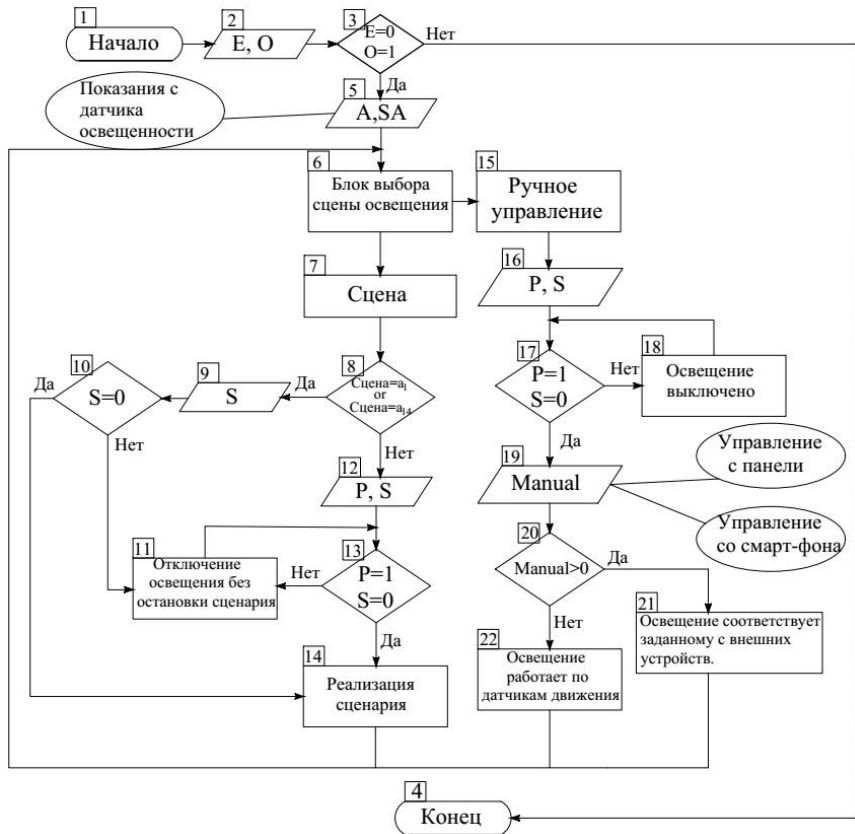 1
Начало
2
E, O
3
E=0
O=1
Нет
Да
Показания с
датчика
освещенности
5
A,SA
6
Блок выбора
сцены освещения
15
Ручное
управление
7
Сцена
16
P, S
8
Сцена=a1
or
Сцена=a14
Да
Нет
9
S
10
S=0
Да
Нет
17
P=1
S=0
Нет
Да
18
Освещение
выключено
12
P, S
19
Manual
Управление
с панели
Управление
со смарт-фона
11
Отключение
освещения без
остановки сценария
13
P=1
S=0
Нет
Да
20
Manual>0
Да
Нет
21
Освещение соответствует
заданному с внешних
устройств.
14
Реализация
сценария
22
Освещение
работает по
датчикам движения
4
Конец